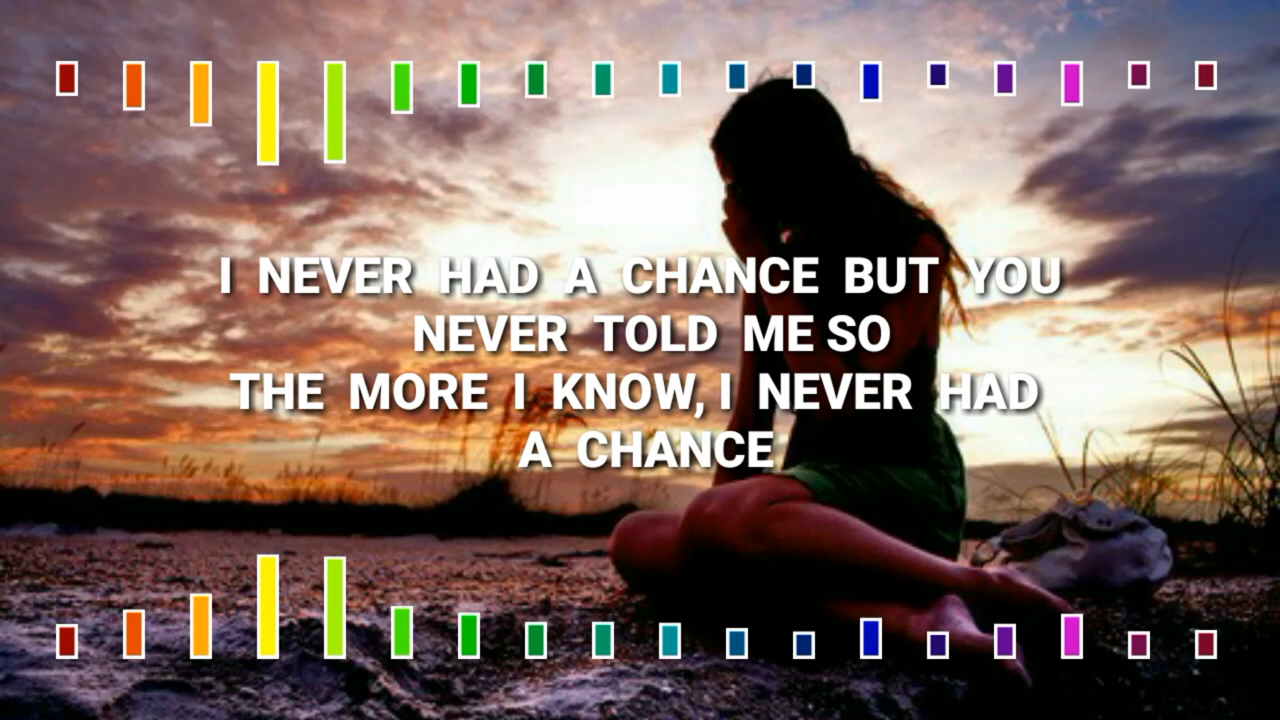 I NEVER HAD A CHANCE BUT YOU
NEVER TOLD ME SO
THE MORE I KNOW, I NEVER HAD
A CHANCE